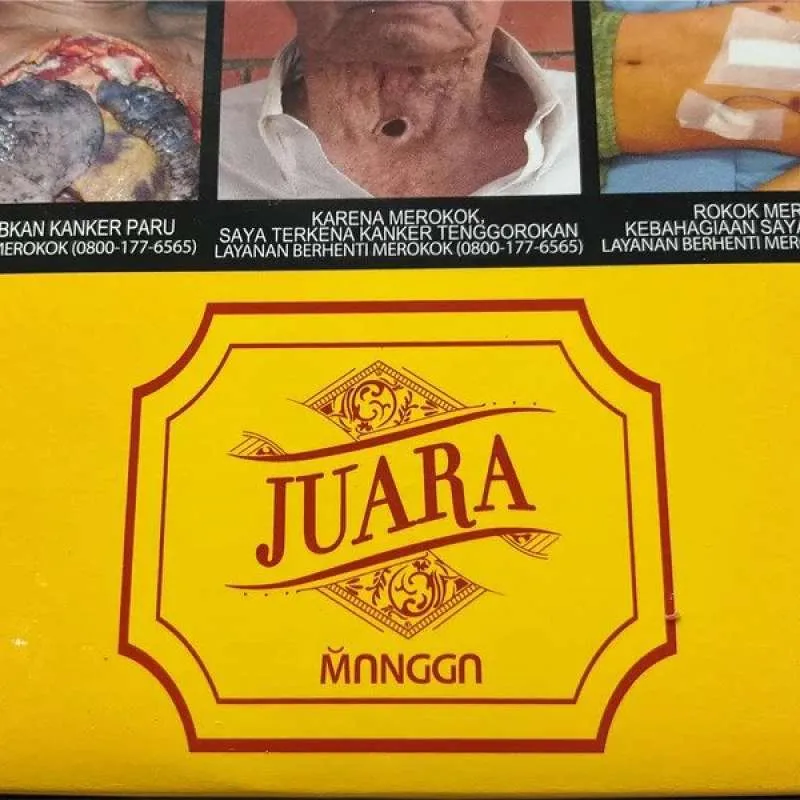 BKAN KANKER PARU
MEROKOK (0800-177-6565)
KARENA MEROKOK,
SAYA TERKENA KANKER TENGGOROKAN
LAYANAN BERHENTI MEROKOK (0800-177-6565)
ROKOK MER
KEBAHAGIAAN SAYA
LAYANAN BERHENTI MERO
JUARA
MANGGA